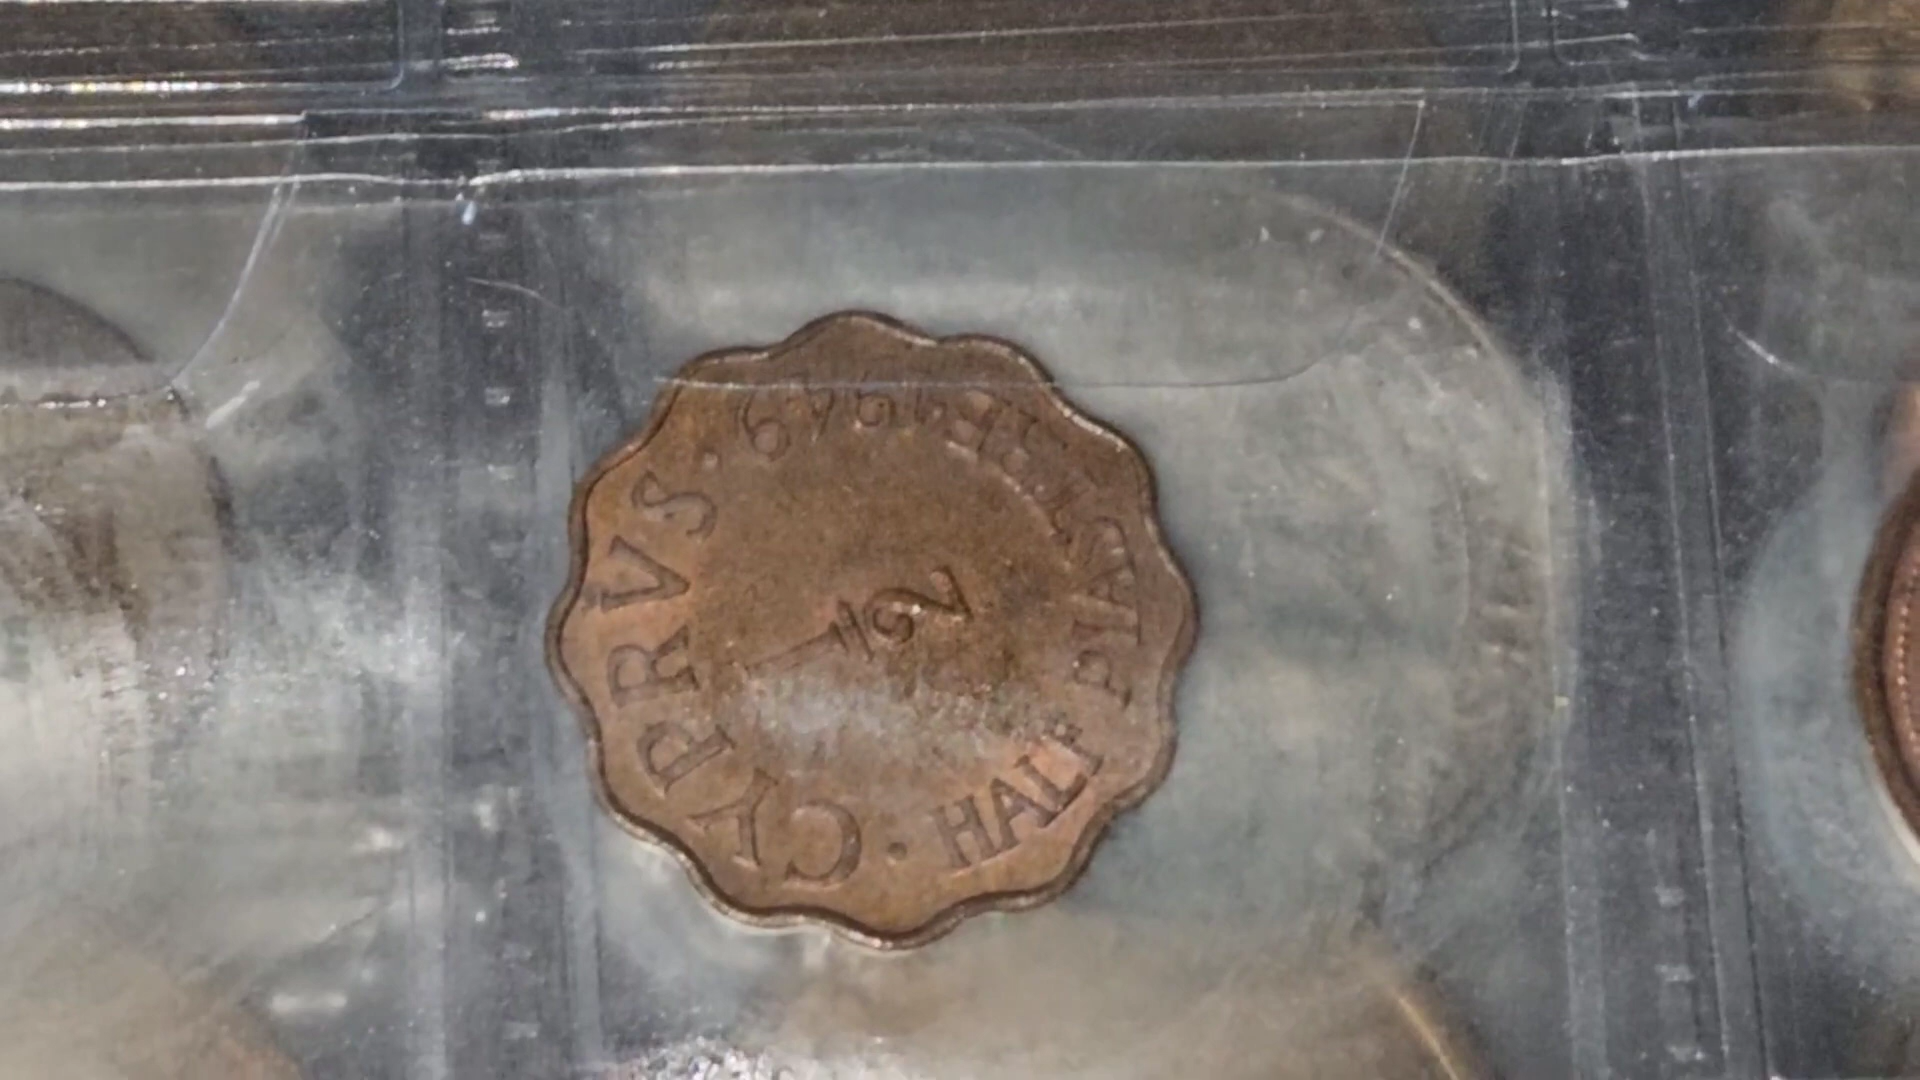 CYPRVS · 1949
HALF PIASTRE ·
½